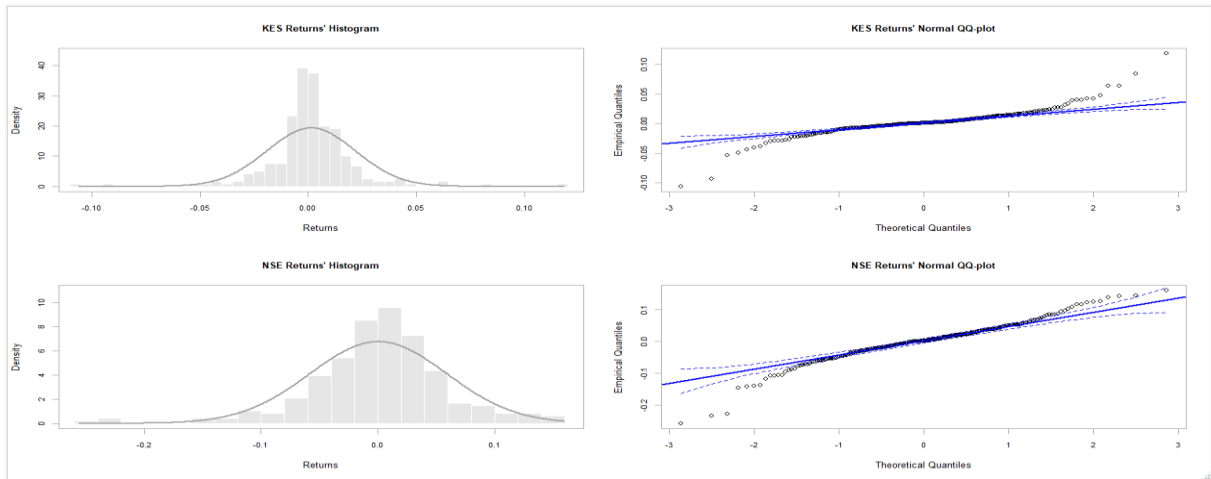 KES Returns' Histogram
Density
40
30
20
10
0
-0.10 -0.05 0.00 0.05 0.10
Returns
KES Returns' Normal QQ-plot
Empirical Quantiles
0.10
0.05
0.00
-0.05
-0.10
-3 -2 -1 0 1 2 3
Theoretical Quantiles
NSE Returns' Histogram
Density
10
8
6
4
2
0
-0.2 -0.1 0.0 0.1
Returns
NSE Returns' Normal QQ-plot
Empirical Quantiles
0.1
0.0
-0.1
-0.2
-3 -2 -1 0 1 2 3
Theoretical Quantiles